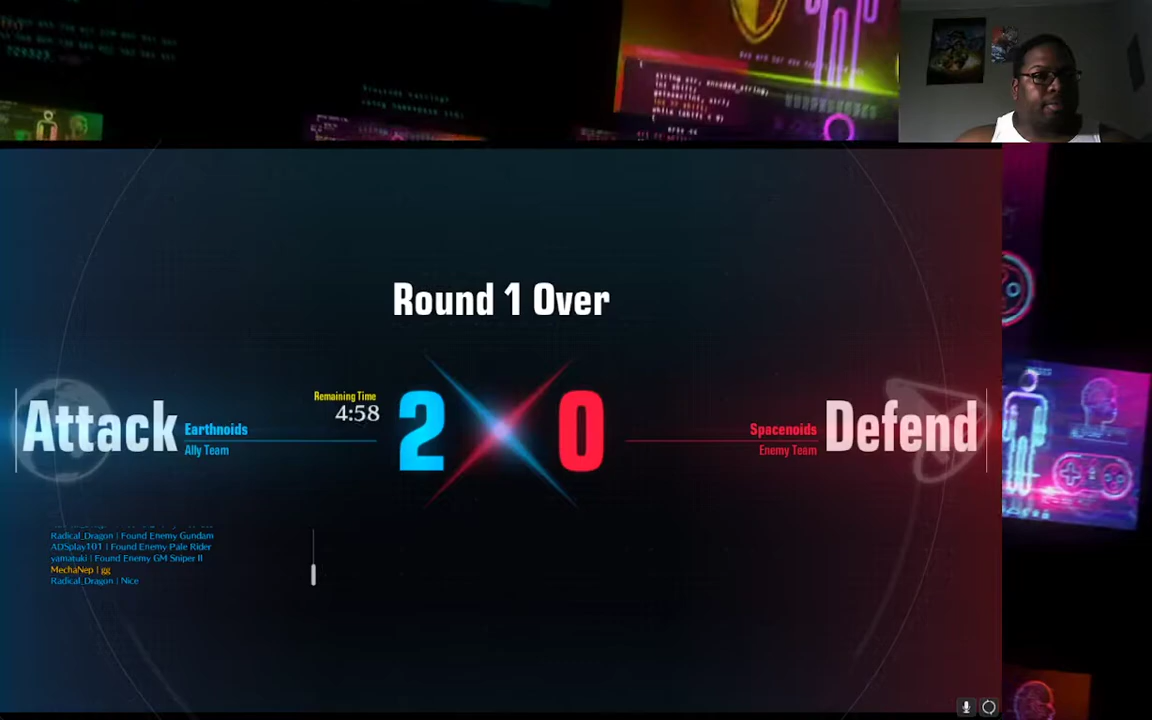 Round 1 Over
Remaining Time
4:58
Attack
Earthnoids
Ally Team
2
0
Spacenoids
Enemy Team
Defend
Radical_Dragon | Found Enemy Gundam
ADSplay101 | Found Enemy Pale Rider
yamatuki | Found Enemy GM Sniper II
MechaNep | gg
Radical_Dragon | Nice